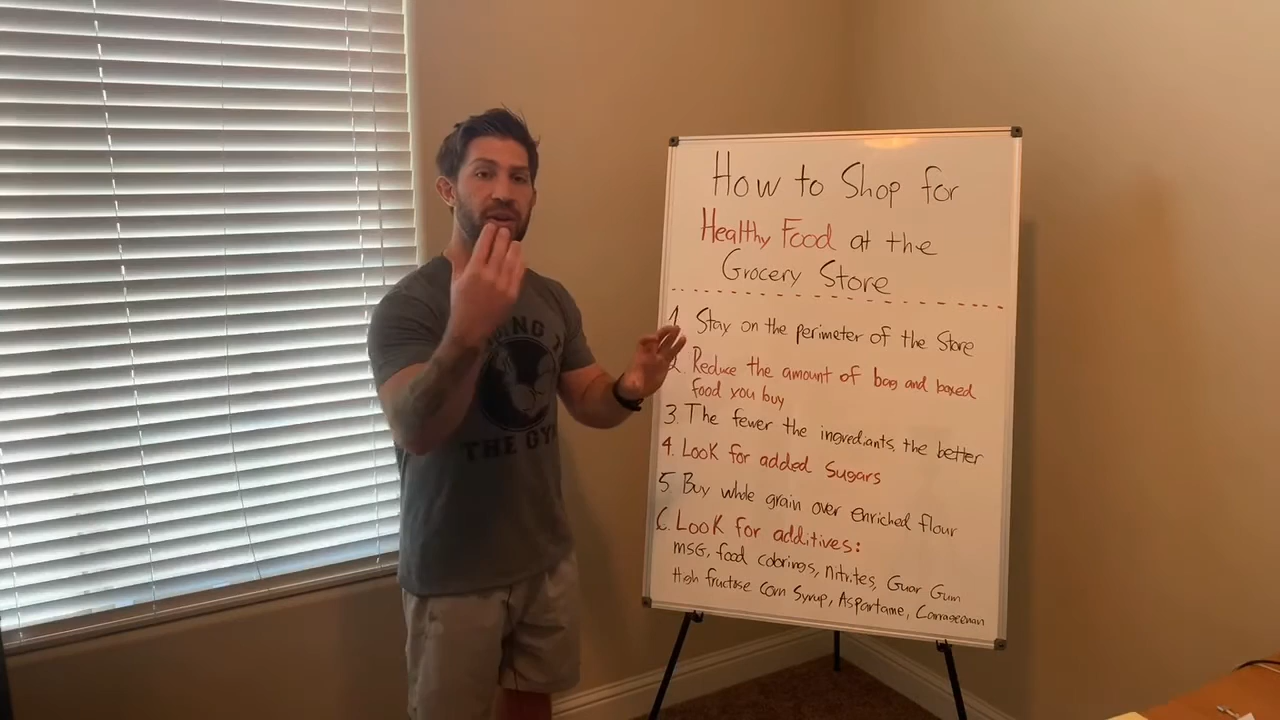 How to Shop for
Healthy Food at the
Grocery Store
1. Stay on the perimeter of the Store
2. Reduce the amount of bag and boxed
food you buy
3. The fewer the ingrediants, the better
4. Look for added Sugars
5. Buy whole grain over enriched flour
6. Look for additives:
MSG, food colorings, nitrites, Guar Gum
High fructose Corn Syrup, Aspartame, Carrageenan
THE GYM